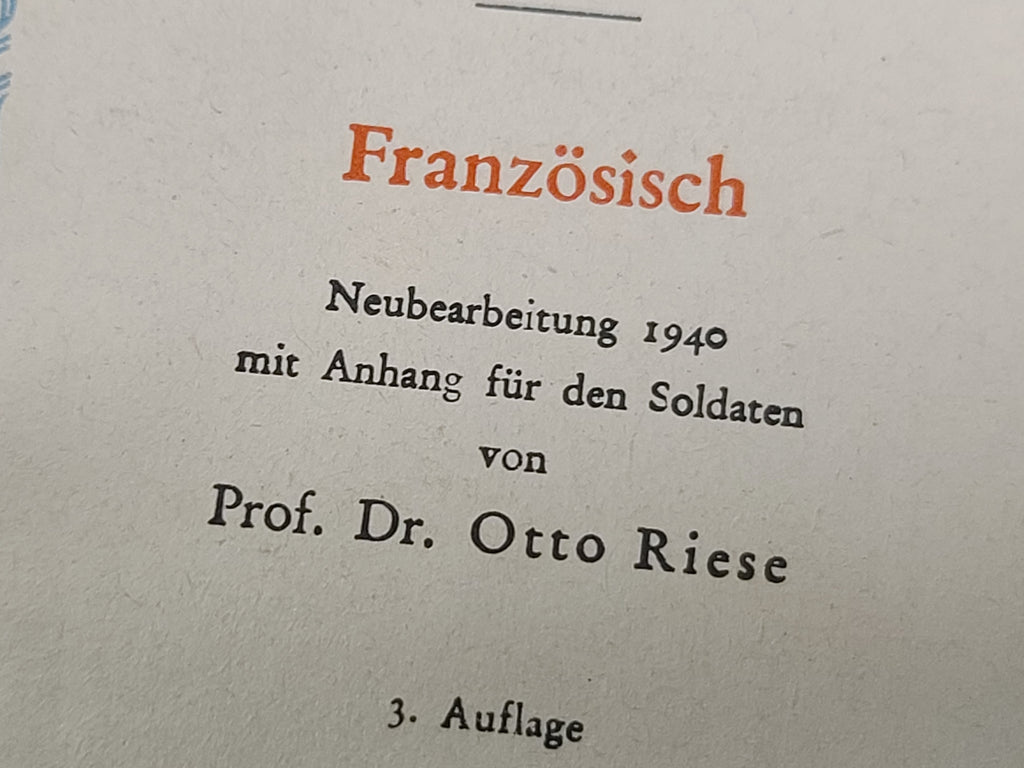 Französisch
Neubearbeitung 1940
mit Anhang für den Soldaten
von
Prof. Dr. Otto Riese
3. Auflage